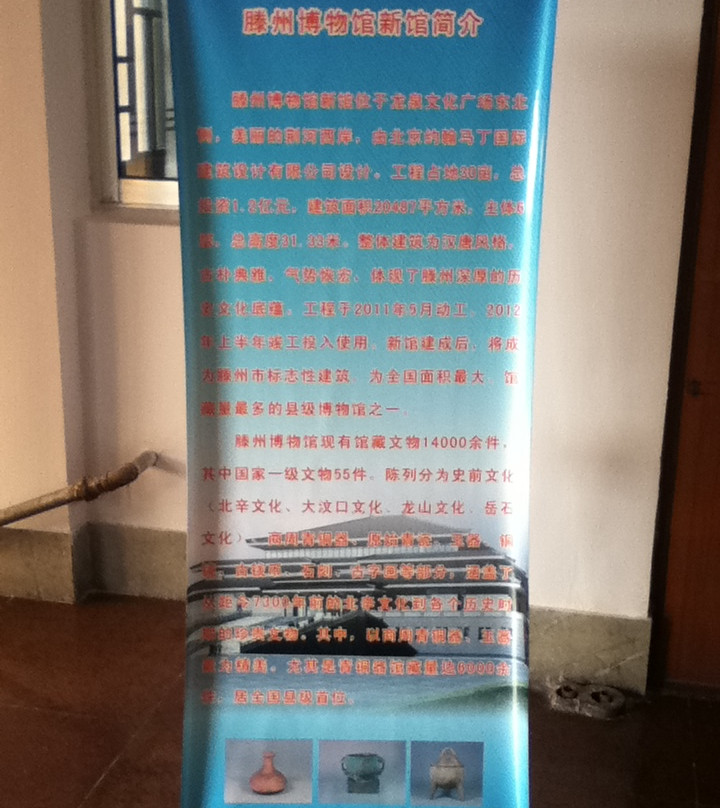 滕州博物馆新馆简介
滕州博物馆新馆位于龙泉文化广场东北
侧，美丽的荆河西岸，由北京约翰马丁国际
建筑设计有限公司设计。工程占地30亩，总
投资1.2亿元，建筑面积20487平方米，主体6
层，总高度31.33米。整体建筑为汉唐风格，
古朴典雅，气势恢宏，体现了滕州深厚的历
史文化底蕴。工程于2011年5月动工，2012
年上半年竣工投入使用。新馆建成后，将成
为滕州市标志性建筑，为全国面积最大、馆
藏量最多的县级博物馆之一。
滕州博物馆现有馆藏文物14000余件，
其中国家一级文物55件。陈列分为史前文化
（北辛文化、大汶口文化、龙山文化、岳石
文化）、商周青铜器、原始青瓷、玉器、铜
石刻、古字画等部分，涵盖了
从距今7300年前的北辛文化到各个历史时
期的珍贵文物。其中，以商周青铜器、玉器
最为精美。尤其是青铜器馆藏量达6000余
件，居全国县级首位。